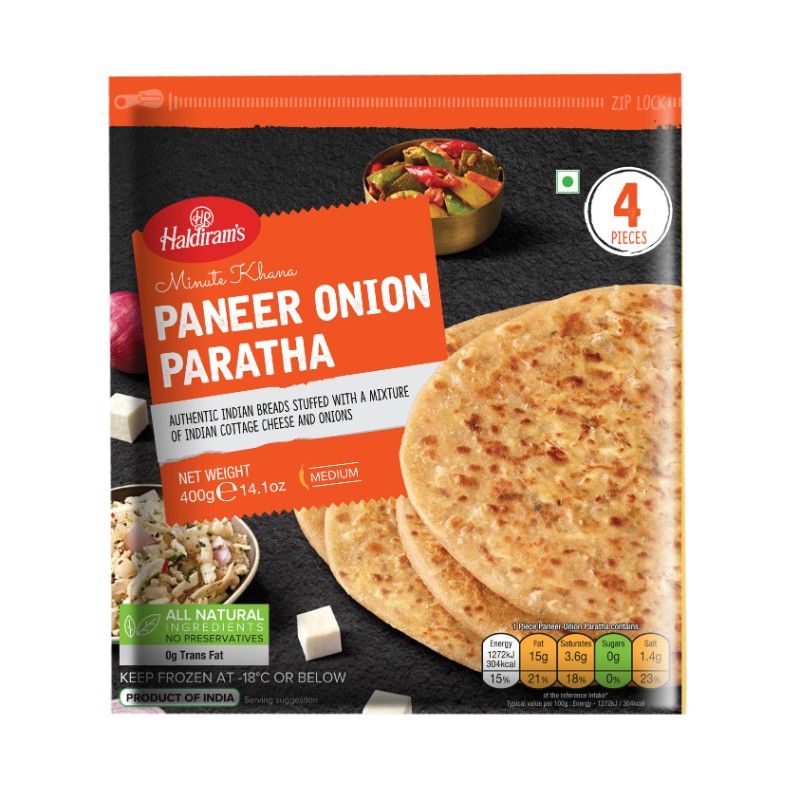 ZIP LOCK
4
PIECES
HR
Haldiram's
Minute Khana
PANEER ONION
PARATHA
AUTHENTIC INDIAN BREADS STUFFED WITH A MIXTURE
OF INDIAN COTTAGE CHEESE AND ONIONS
NET WEIGHT
400g℮14.1oz
MEDIUM
ALL NATURAL
INGREDIENTS
NO PRESERVATIVES
0g Trans Fat
KEEP FROZEN AT -18°C OR BELOW
PRODUCT OF INDIA
Serving suggestion
1 Piece Paneer Onion Paratha contains
Energy Fat Saturates Sugars Salt
1272kJ 304kcal 15g 3.6g 0g 1.4g
15% 21% 18% 0% 23%
of the reference intake*
Typical value per 100g : Energy - 1272kJ / 304kcal